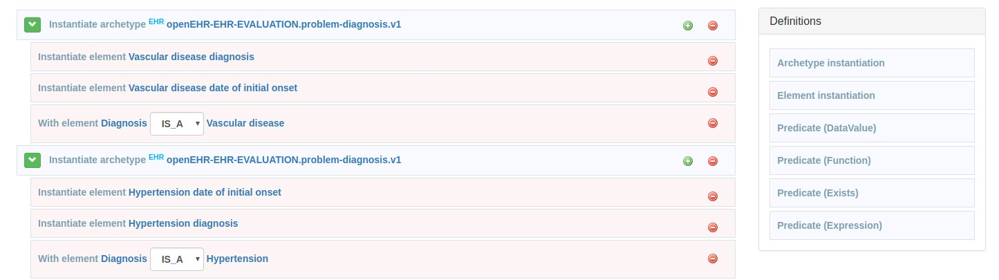 Instantiate archetype EHR openEHR-EHR-EVALUATION.problem-diagnosis.v1
Instantiate element Vascular disease diagnosis
Instantiate element Vascular disease date of initial onset
With element Diagnosis IS_A Vascular disease
Instantiate archetype EHR openEHR-EHR-EVALUATION.problem-diagnosis.v1
Instantiate element Hypertension date of initial onset
Instantiate element Hypertension diagnosis
With element Diagnosis IS_A Hypertension
Definitions
Archetype instantiation
Element instantiation
Predicate (DataValue)
Predicate (Function)
Predicate (Exists)
Predicate (Expression)